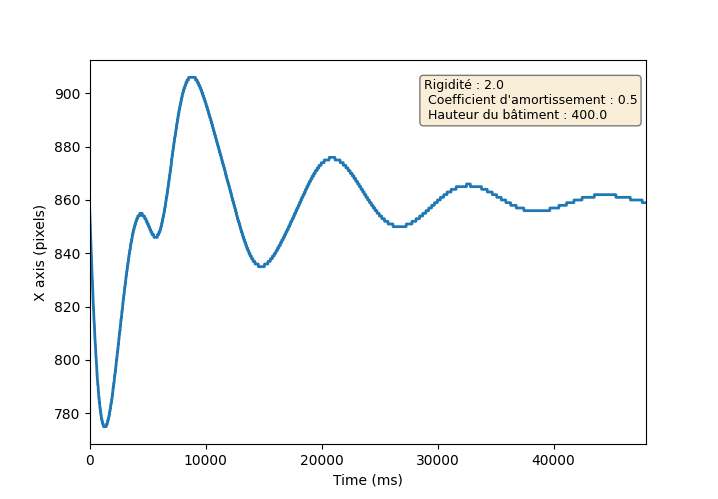 Rigidité : 2.0
Coefficient d'amortissement : 0.5
Hauteur du bâtiment : 400.0
X axis (pixels)
900
880
860
840
820
800
780
0 10000 20000 30000 40000
Time (ms)